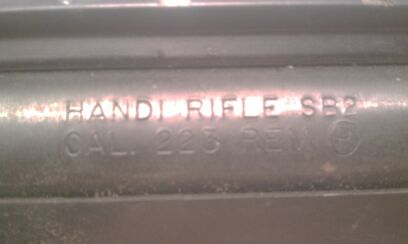 HANDI RIFLE SB2
CAL. 223 REM